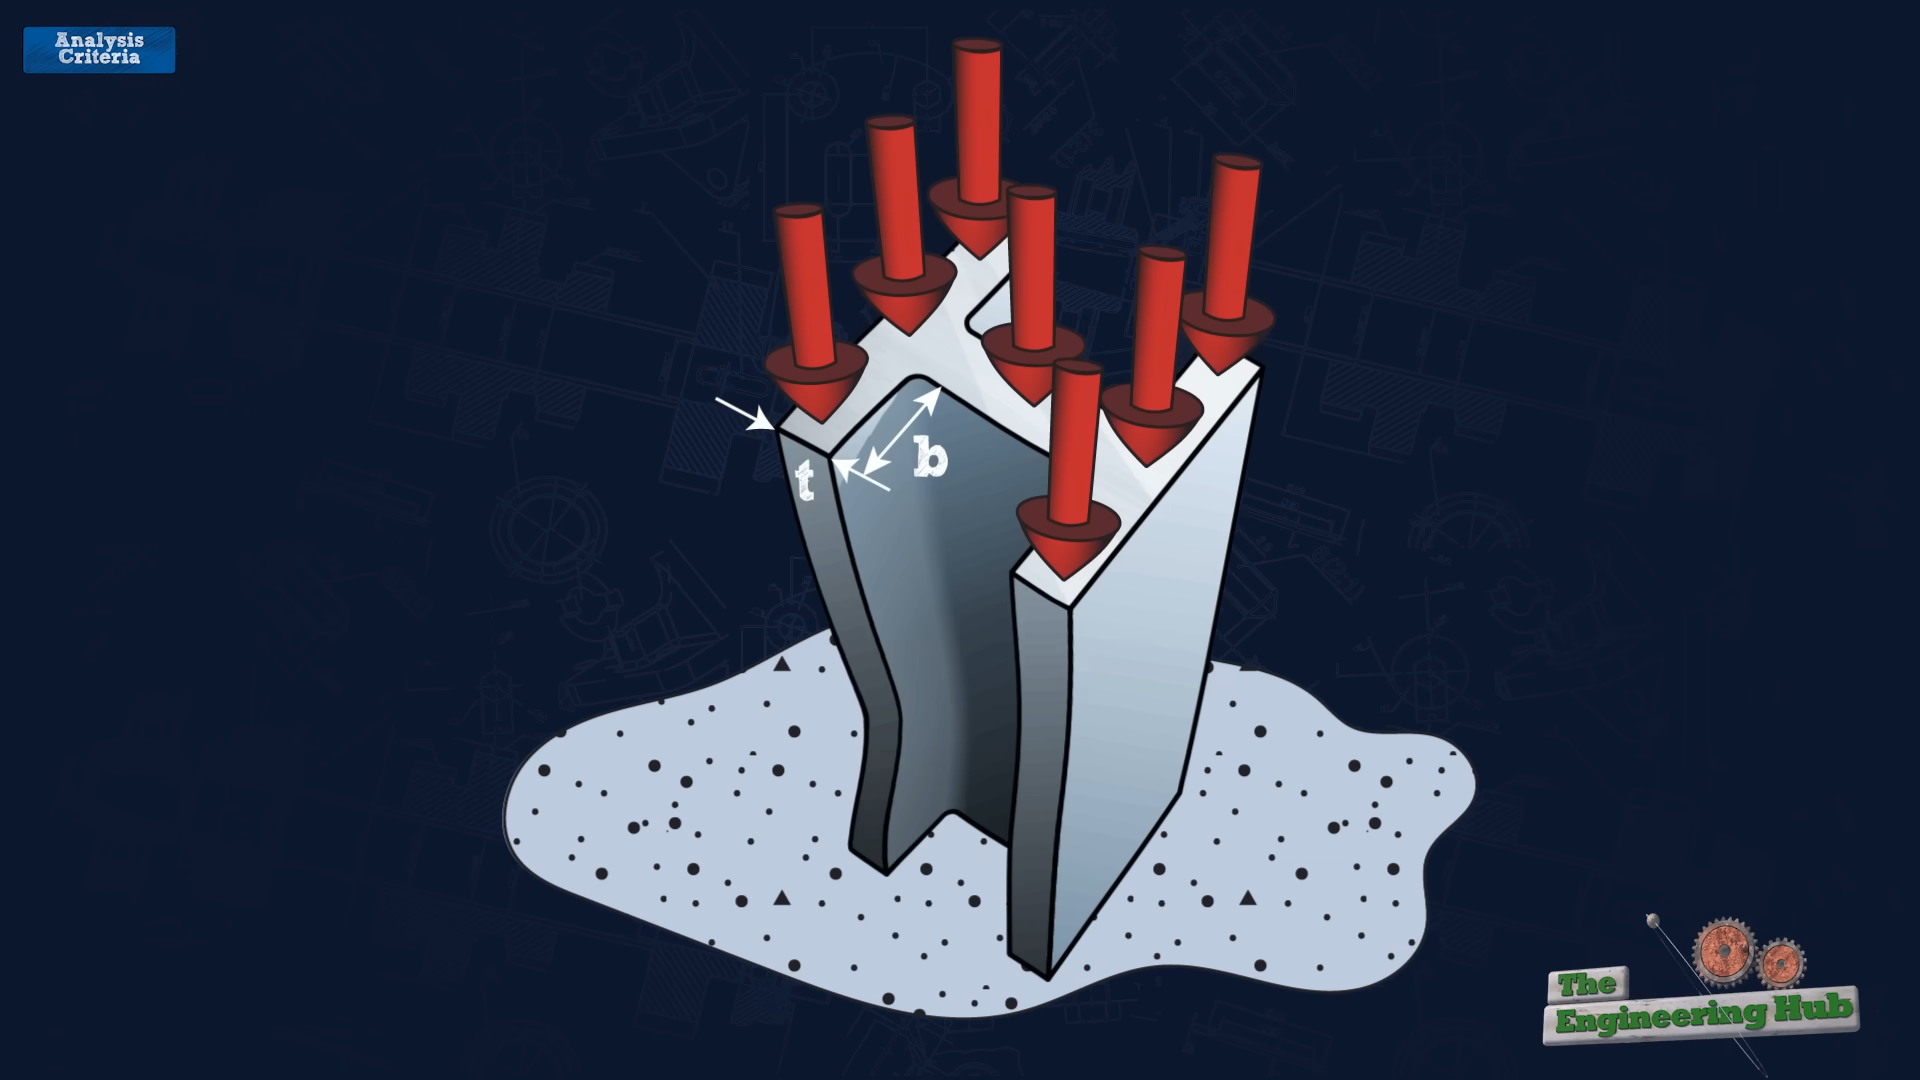 Analysis
Criteria
t
b
The
Engineering Hub